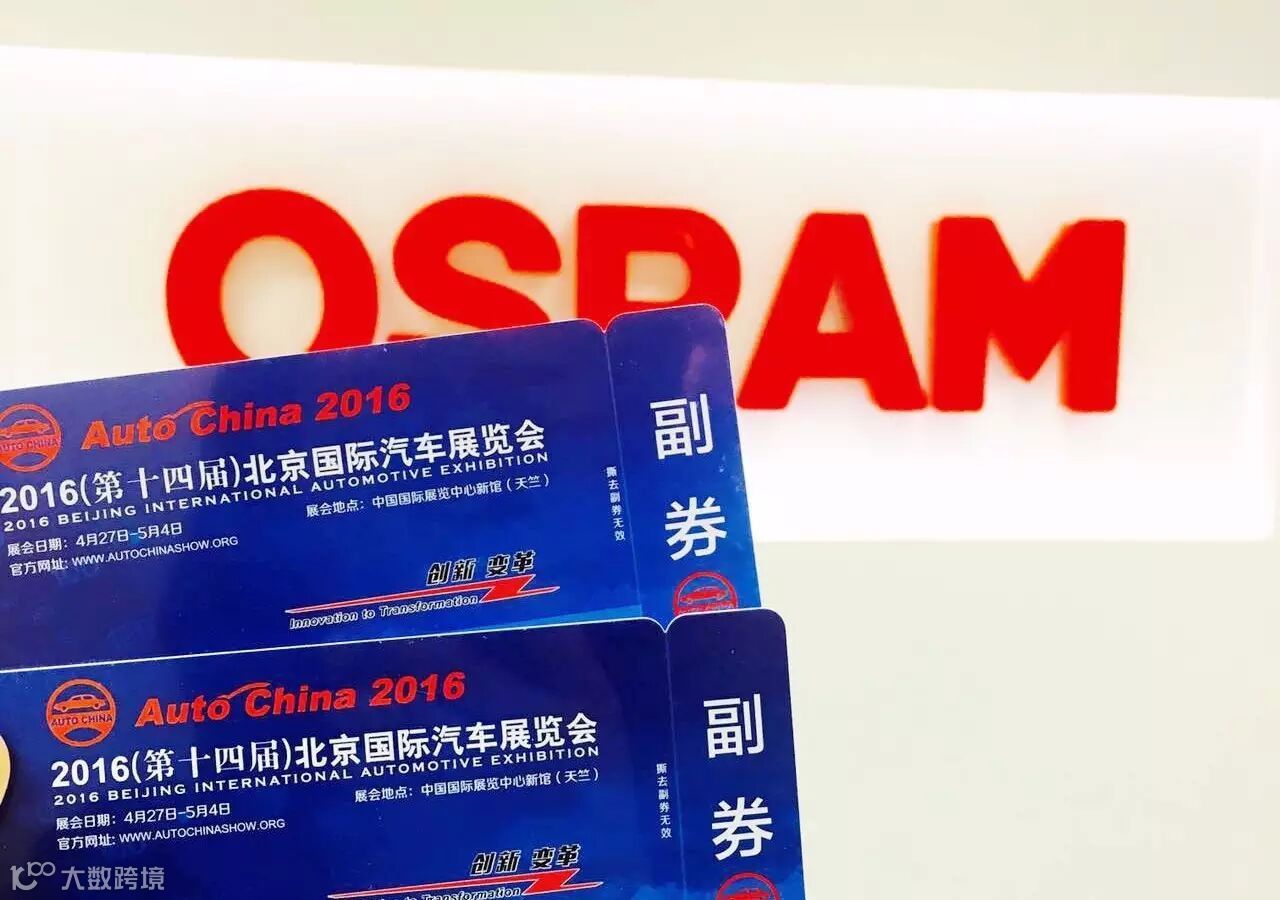 OSRAM
AUTO CHINA
Auto China 2016
2016(第十四届)北京国际汽车展览会
2016 BEIJING INTERNATIONAL AUTOMOTIVE EXHIBITION
展会日期：4月27日-5月4日
展会地点：中国国际展览中心新馆（天竺）
官方网址: WWW.AUTOCHINASHOW.ORG
创新 变革
Innovation to Transformation
撕去副券无效
副券
AUTO CHINA
Auto China 2016
2016(第十四届)北京国际汽车展览会
2016 BEIJING INTERNATIONAL AUTOMOTIVE EXHIBITION
展会日期：4月27日-5月4日
展会地点：中国国际展览中心新馆（天竺）
官方网址: WWW.AUTOCHINASHOW.ORG
创新 变革
to Transformation
撕去副券无效
副券
大数跨境